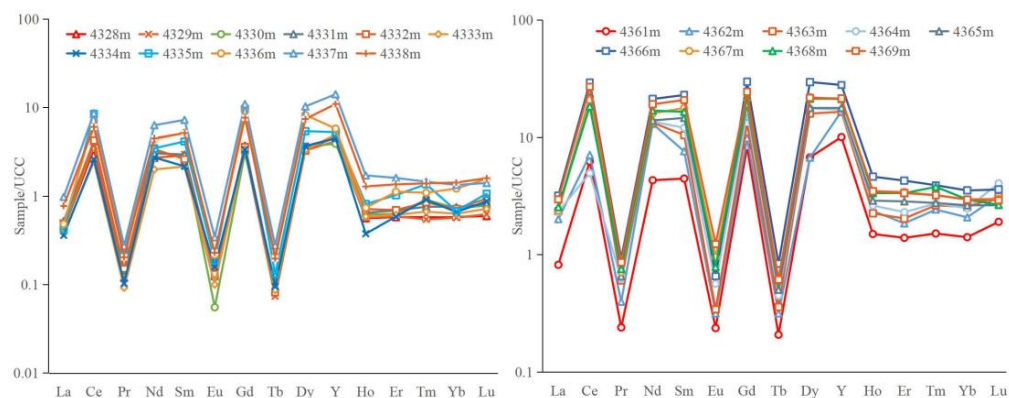 100
10
1
0.1
0.01
Sample/UCC
4328m 4329m 4330m 4331m 4332m 4333m
4334m 4335m 4336m 4337m 4338m
La Ce Pr Nd Sm Eu Gd Tb Dy Y Ho Er Tm Yb Lu
100
10
1
0.1
Sample/UCC
4361m 4362m 4363m 4364m 4365m
4366m 4367m 4368m 4369m
La Ce Pr Nd Sm Eu Gd Tb Dy Y Ho Er Tm Yb Lu